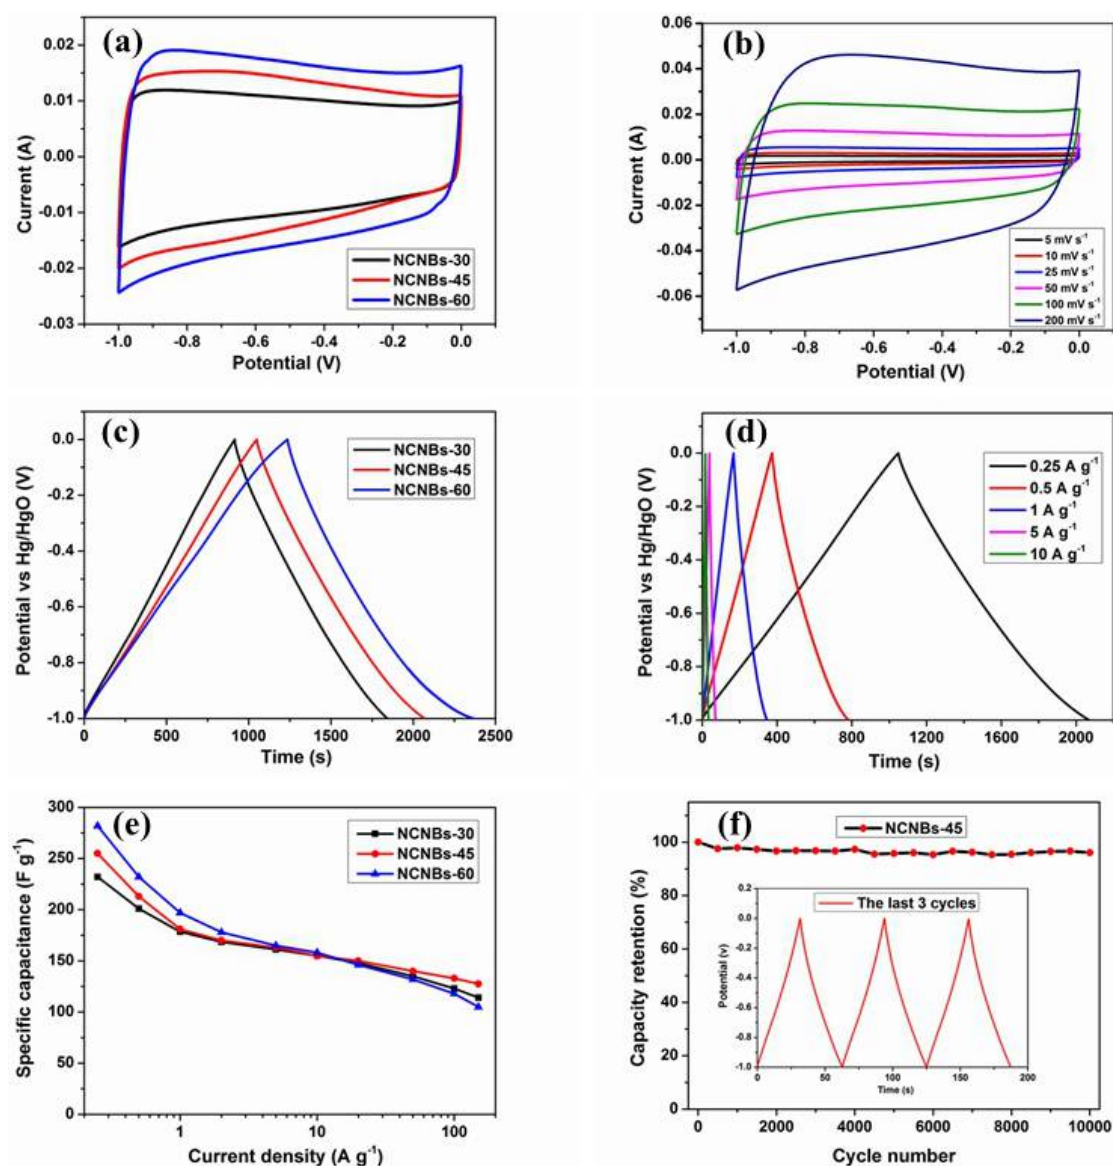 (a)
0.02
0.01
0.00
-0.01
-0.02
-0.03
Current (A)
NCNBs-30
NCNBs-45
NCNBs-60
-1.0 -0.8 -0.6 -0.4 -0.2 0.0
Potential (V)
(b)
0.06
0.04
0.02
0.00
-0.02
-0.04
-0.06
Current (A)
5 mV s⁻¹
10 mV s⁻¹
25 mV s⁻¹
50 mV s⁻¹
100 mV s⁻¹
200 mV s⁻¹
-1.0 -0.8 -0.6 -0.4 -0.2 0.0
Potential (V)
(c)
0.0
-0.2
-0.4
-0.6
-0.8
-1.0
Potential vs Hg/HgO (V)
NCNBs-30
NCNBs-45
NCNBs-60
0 500 1000 1500 2000 2500
Time (s)
(d)
0.0
-0.2
-0.4
-0.6
-0.8
-1.0
Potential vs Hg/HgO (V)
0.25 A g⁻¹
0.5 A g⁻¹
1 A g⁻¹
5 A g⁻¹
10 A g⁻¹
0 400 800 1200 1600 2000
Time (s)
(e)
300
250
200
150
100
50
0
Specific capacitance (F g⁻¹)
NCNBs-30
NCNBs-45
NCNBs-60
1 10 100
Current density (A g⁻¹)
(f)
120
100
80
60
40
20
0
Capacity retention (%)
NCNBs-45
The last 3 cycles
0.2
0.0
-0.2
-0.4
-0.6
-0.8
-1.0
Potential (v)
0 50 100 150 200
Time (s)
0 2000 4000 6000 8000 10000
Cycle number